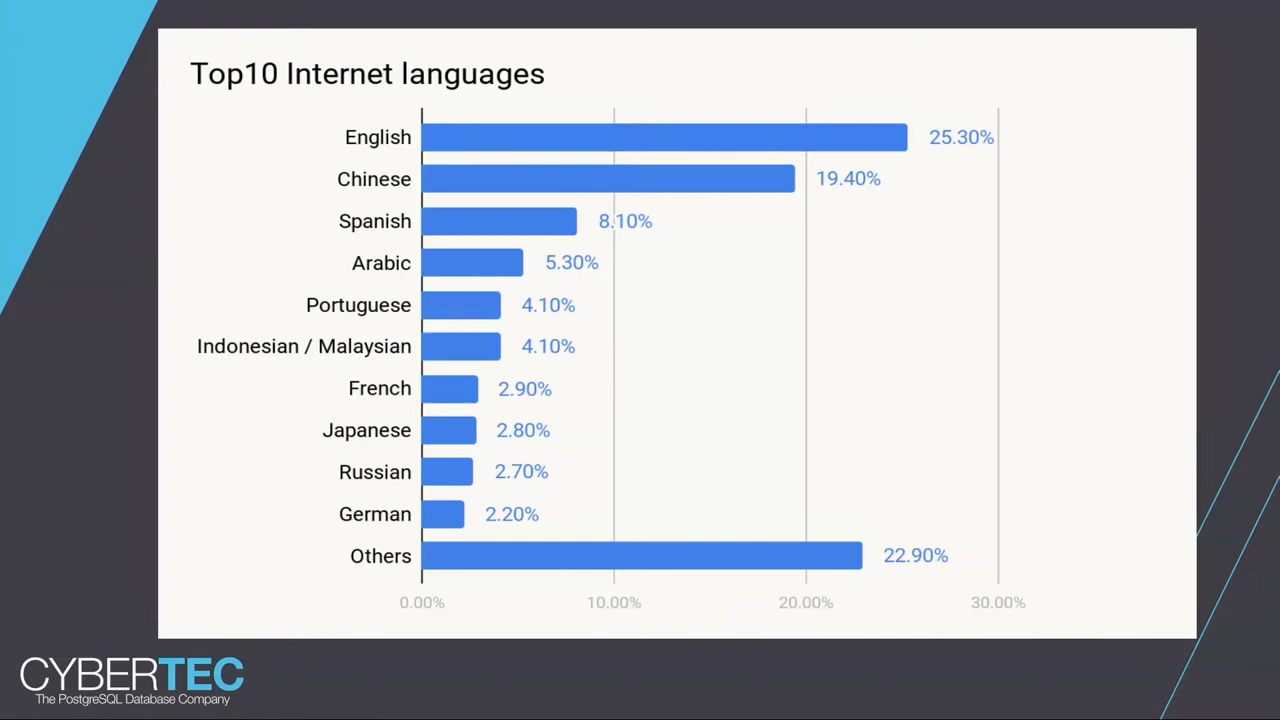 Top10 Internet languages
English 25.30%
Chinese 19.40%
Spanish 8.10%
Arabic 5.30%
Portuguese 4.10%
Indonesian / Malaysian 4.10%
French 2.90%
Japanese 2.80%
Russian 2.70%
German 2.20%
Others 22.90%
0.00% 10.00% 20.00% 30.00%
CYBERTEC
The PostgreSQL Database Company